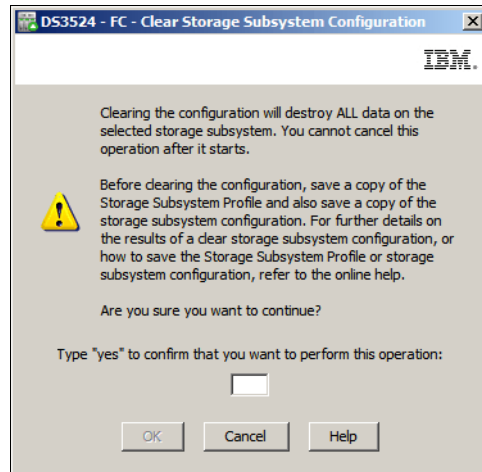 DS3524 - FC - Clear Storage Subsystem Configuration
IBM.
Clearing the configuration will destroy ALL data on the
selected storage subsystem. You cannot cancel this
operation after it starts.
Before clearing the configuration, save a copy of the
Storage Subsystem Profile and also save a copy of the
storage subsystem configuration. For further details on
the results of a clear storage subsystem configuration, or
how to save the Storage Subsystem Profile or storage
subsystem configuration, refer to the online help.
Are you sure you want to continue?
Type "yes" to confirm that you want to perform this operation:
OK Cancel Help